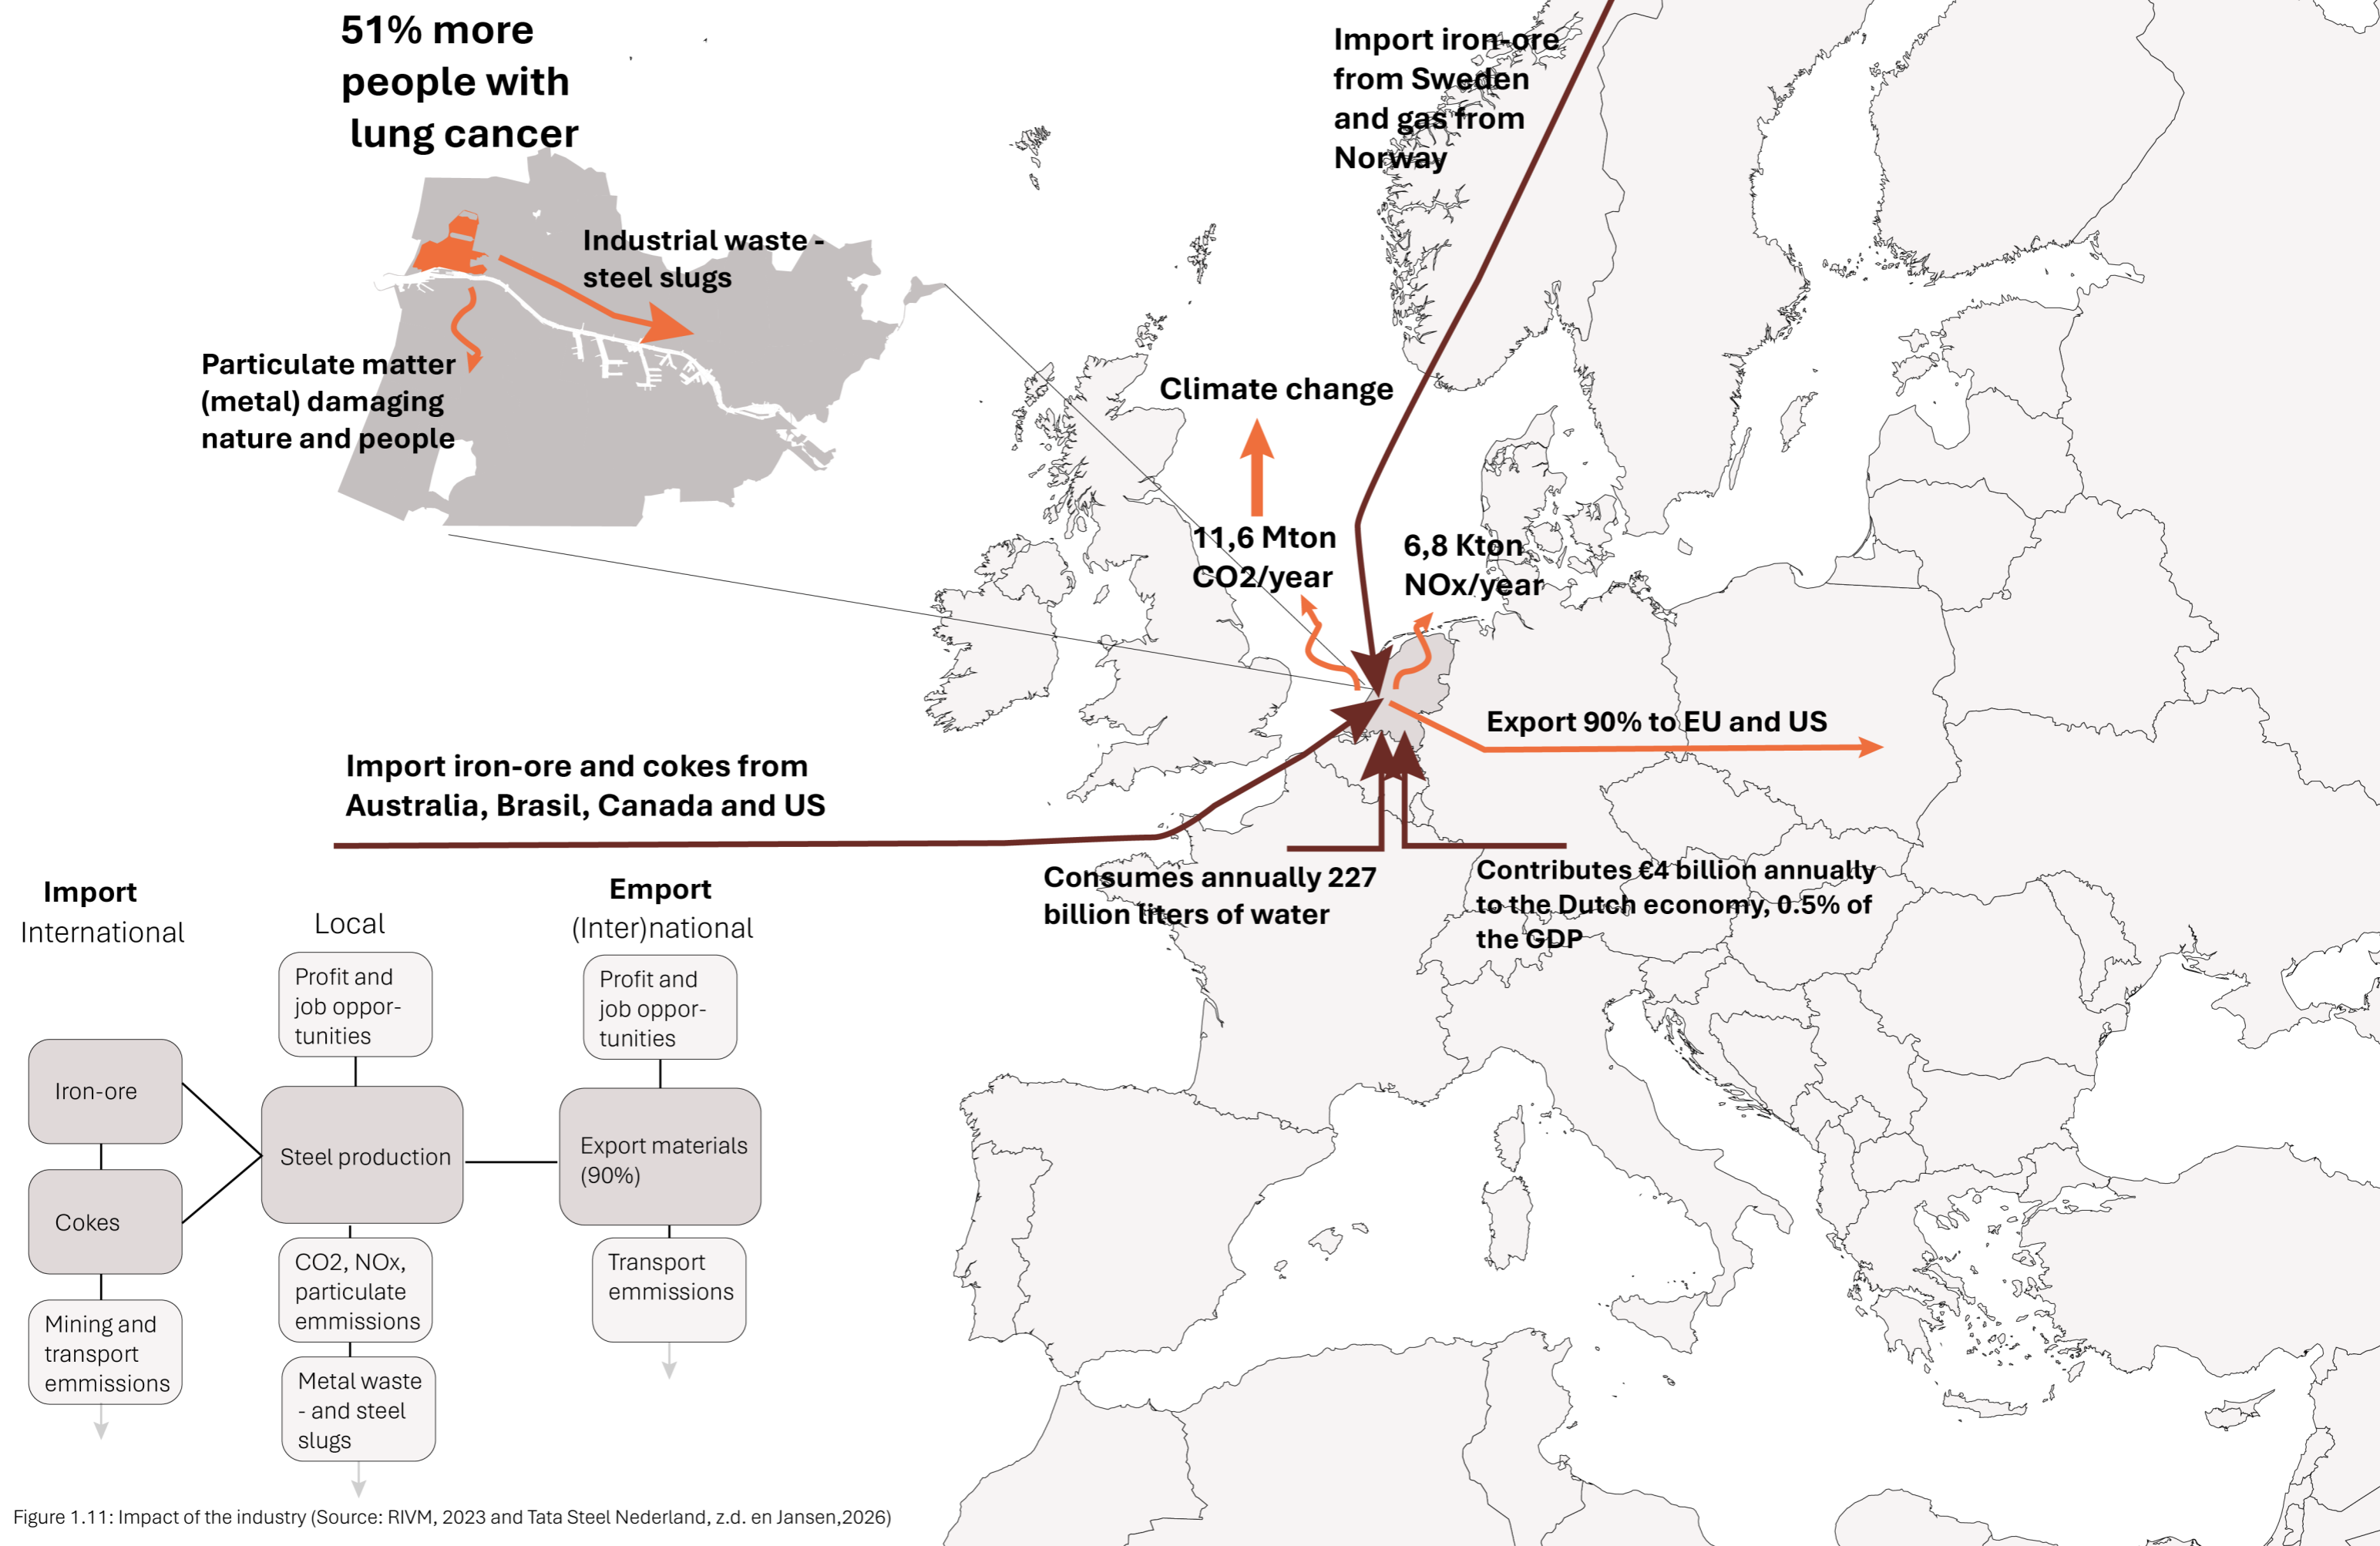 51% more
people with
lung cancer
Industrial waste -
steel slugs
Particulate matter
(metal) damaging
nature and people
Import iron-ore
from Sweden
and gas from
Norway
Climate change
11,6 Mton
CO2/year
6,8 Kton
NOx/year
Export 90% to EU and US
Import iron-ore and cokes from
Australia, Brasil, Canada and US
Consumes annually 227
billion liters of water
Contributes €4 billion annually
to the Dutch economy, 0.5% of
the GDP
Import
International
Local
Emport
(Inter)national
Profit and
job oppor-
tunities
Profit and
job oppor-
tunities
Iron-ore
Cokes
Steel production
Export materials
(90%)
Mining and
transport
emmissions
CO2, NOx,
particulate
emmissions
Metal waste
- and steel
slugs
Transport
emmissions
Figure 1.11: Impact of the industry (Source: RIVM, 2023 and Tata Steel Nederland, z.d. en Jansen,2026)